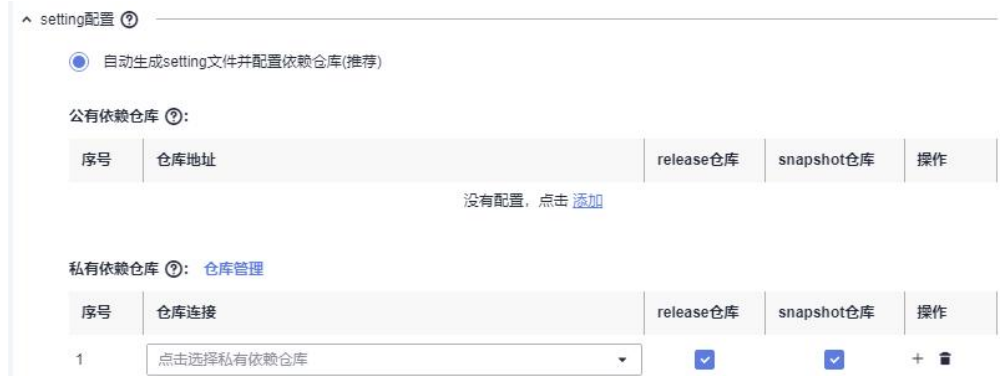 setting配置 ?
自动生成setting文件并配置依赖仓库(推荐)
公有依赖仓库 ?:
序号 仓库地址 release仓库 snapshot仓库 操作
没有配置，点击 添加
私有依赖仓库 ?: 仓库管理
序号 仓库连接 release仓库 snapshot仓库 操作
1 点击选择私有依赖仓库 +